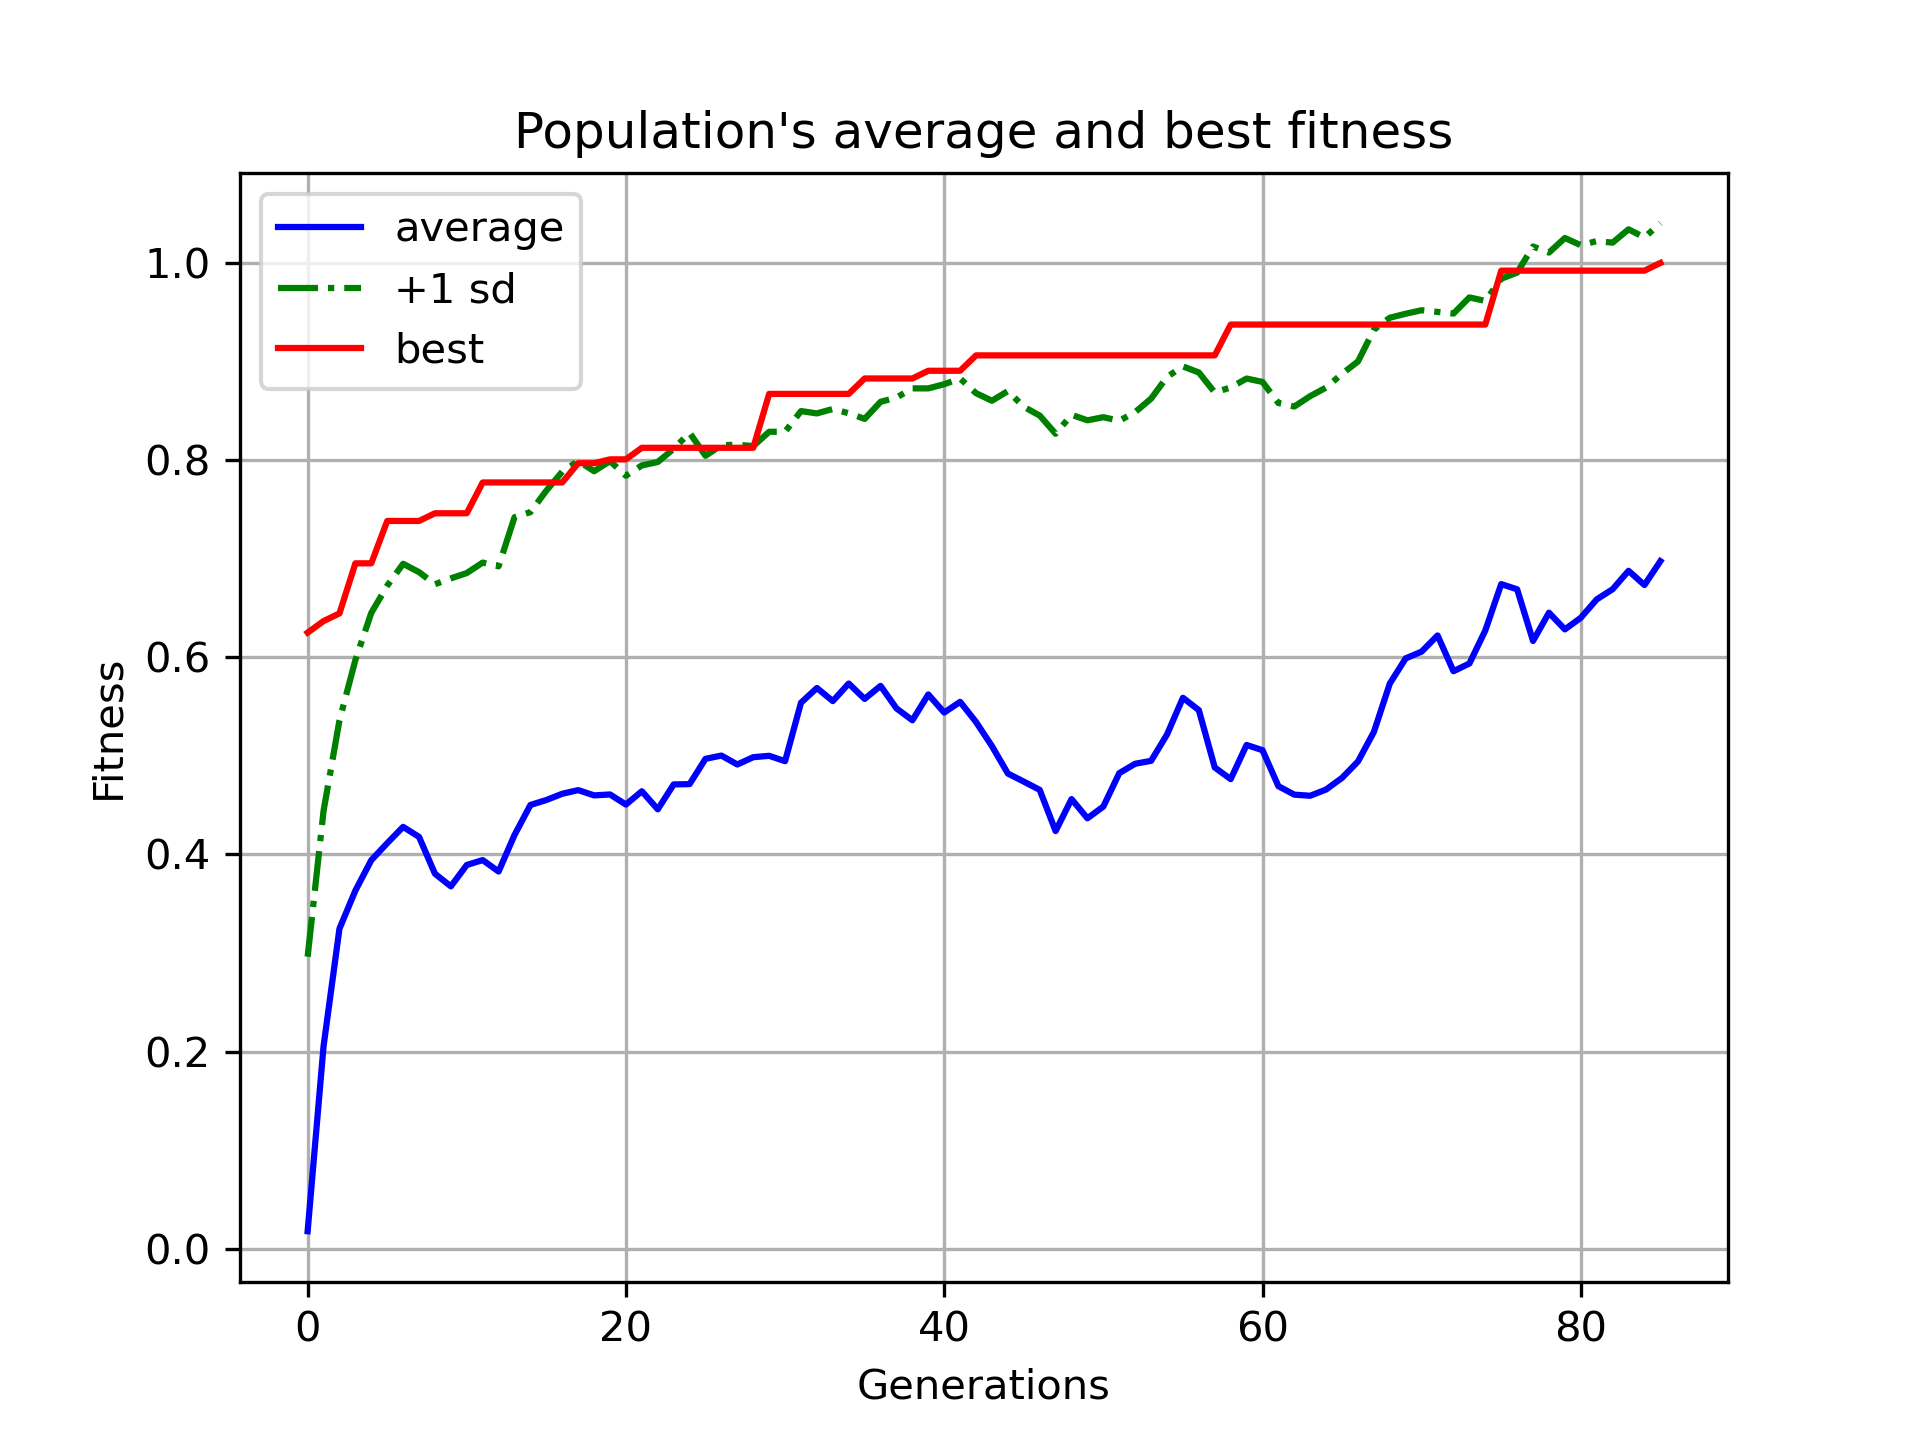 Population's average and best fitness
average
+1 sd
best
1.0
0.8
0.6
0.4
0.2
0.0
Fitness
0 20 40 60 80
Generations